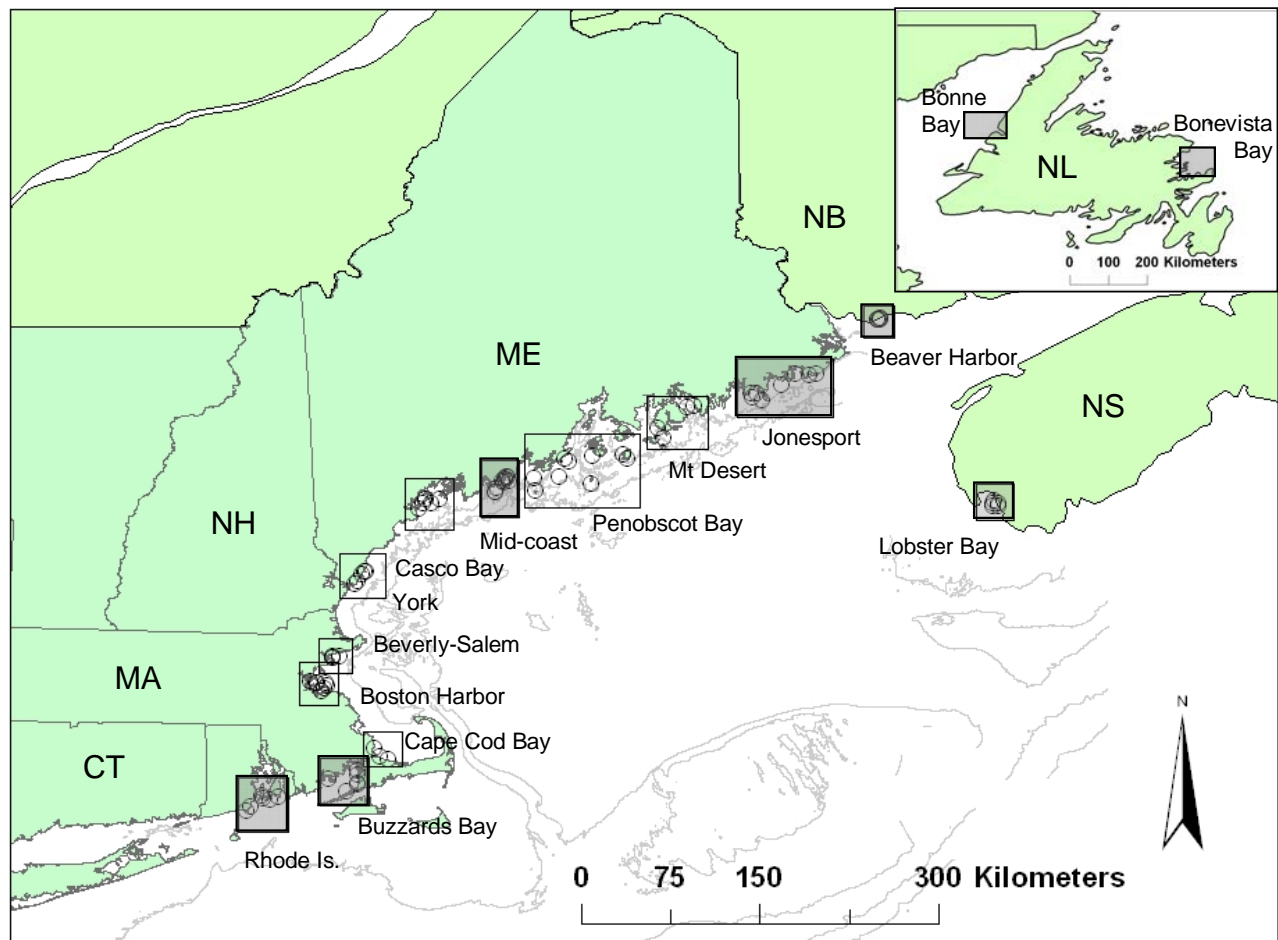 Bonne
Bay
Bonevista
Bay
NL
0 100 200 Kilometers
NB
Beaver Harbor
ME
NS
Jonesport
Mt Desert
Penobscot Bay
Lobster Bay
NH
Mid-coast
Casco Bay
York
Beverly-Salem
MA
Boston Harbor
N
Cape Cod Bay
CT
Buzzards Bay
Rhode Is.
0 75 150 300 Kilometers